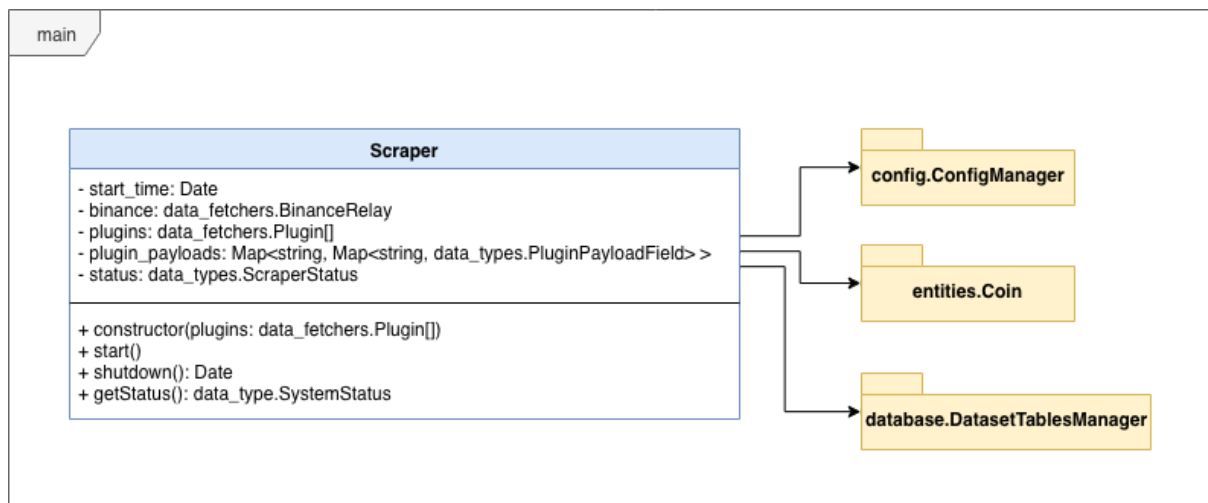 main
Scraper
- start_time: Date
- binance: data_fetchers.BinanceRelay
- plugins: data_fetchers.Plugin[]
- plugin_payloads: Map<string, Map<string, data_types.PluginPayloadField> >
- status: data_types.ScraperStatus
+ constructor(plugins: data_fetchers.Plugin[])
+ start()
+ shutdown(): Date
+ getStatus(): data_type.SystemStatus
config.ConfigManager
entities.Coin
database.DatasetTablesManager